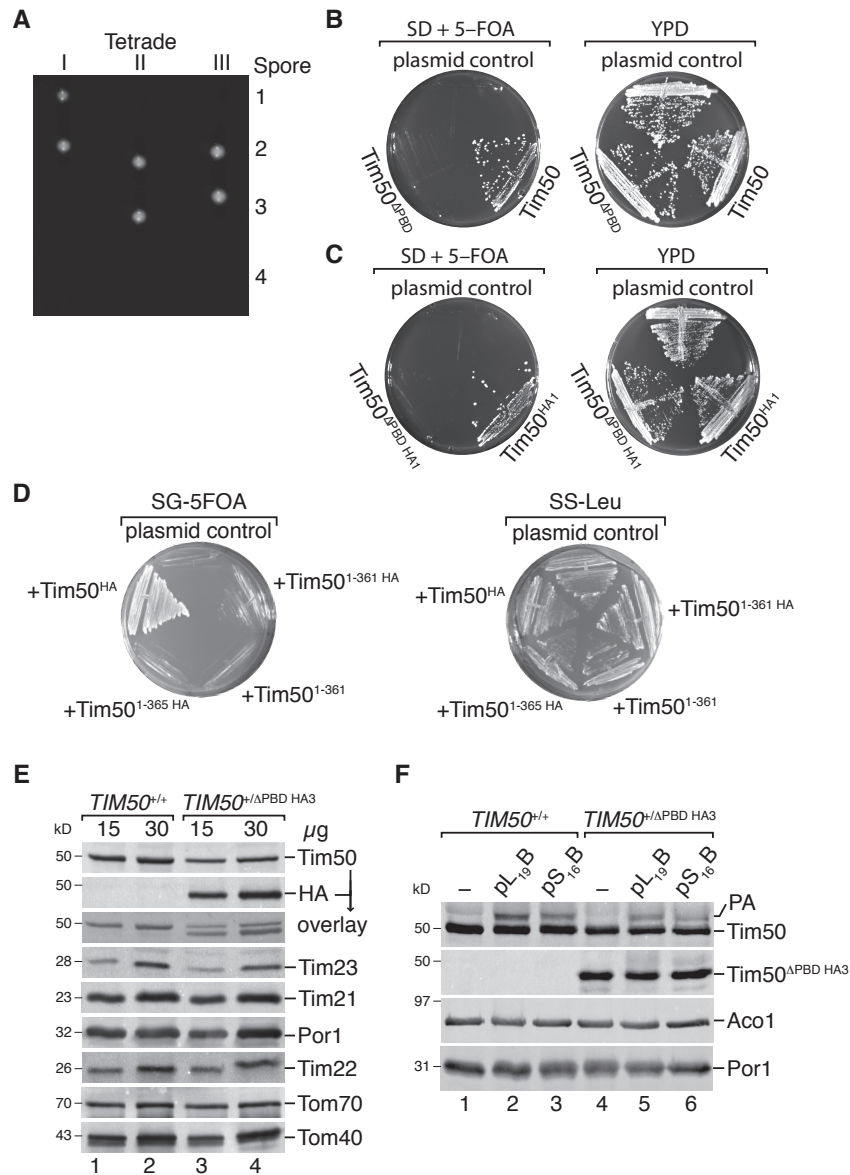 A
Tetrade
I II III Spore
1
2
3
4
B
SD + 5–FOA YPD
plasmid control plasmid control
Tim50ΔPBD Tim50 Tim50ΔPBD Tim50
C
SD + 5–FOA YPD
plasmid control plasmid control
Tim50ΔPBD HA1 Tim50HA1 Tim50ΔPBD HA1 Tim50HA1
D
SG-5FOA SS-Leu
plasmid control plasmid control
+Tim50HA +Tim501-361 HA +Tim50HA +Tim501-361 HA
+Tim501-365 HA +Tim501-361 +Tim501-365 HA +Tim501-361
E
TIM50+/+ TIM50+/ΔPBD HA3
kD 15 30 15 30 µg
50 Tim50
50 HA
50 overlay
28 Tim23
23 Tim21
32 Por1
26 Tim22
70 Tom70
43 Tom40
1 2 3 4
F
TIM50+/+ TIM50+/ΔPBD HA3
kD – pL19B pS16B – pL19B pS16B
PA
50 Tim50
50 Tim50ΔPBD HA3
97 Aco1
31 Por1
1 2 3 4 5 6